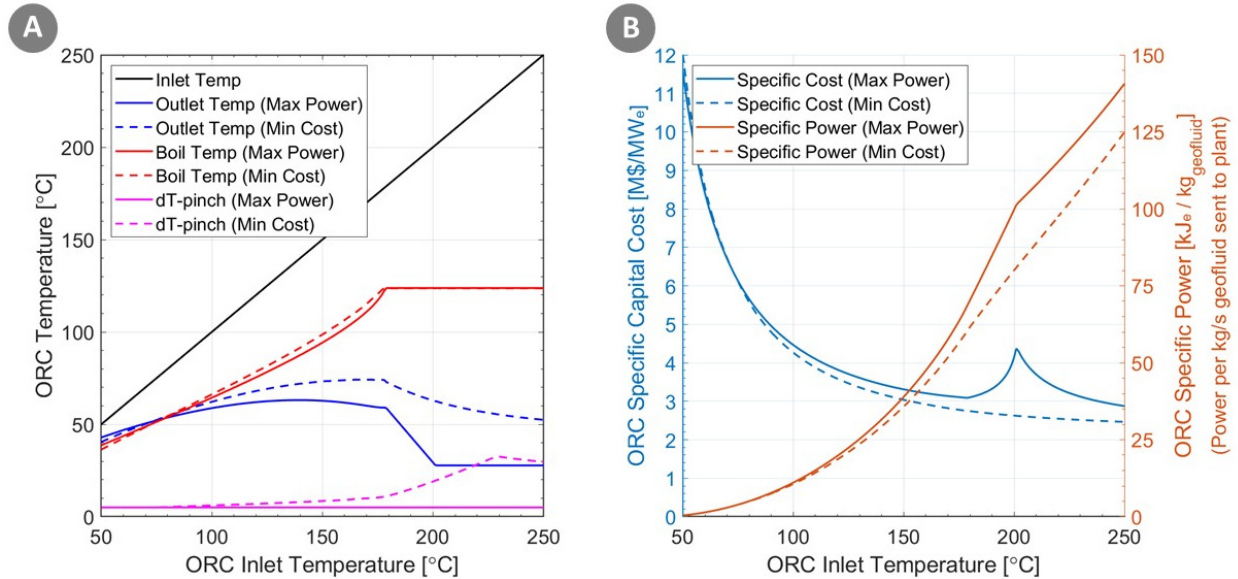 A
250
200
150
100
50
0
ORC Temperature [°C]
Inlet Temp
Outlet Temp (Max Power)
Outlet Temp (Min Cost)
Boil Temp (Max Power)
Boil Temp (Min Cost)
dT-pinch (Max Power)
dT-pinch (Min Cost)
50 100 150 200 250
ORC Inlet Temperature [°C]
B
12
11
10
9
8
7
6
5
4
3
2
1
0
ORC Specific Capital Cost [M$/MWₑ]
Specific Cost (Max Power)
Specific Cost (Min Cost)
Specific Power (Max Power)
Specific Power (Min Cost)
150
125
100
75
50
25
0
ORC Specific Power [kJₑ / kg geofluid]
(Power per kg/s geofluid sent to plant)
50 100 150 200 250
ORC Inlet Temperature [°C]